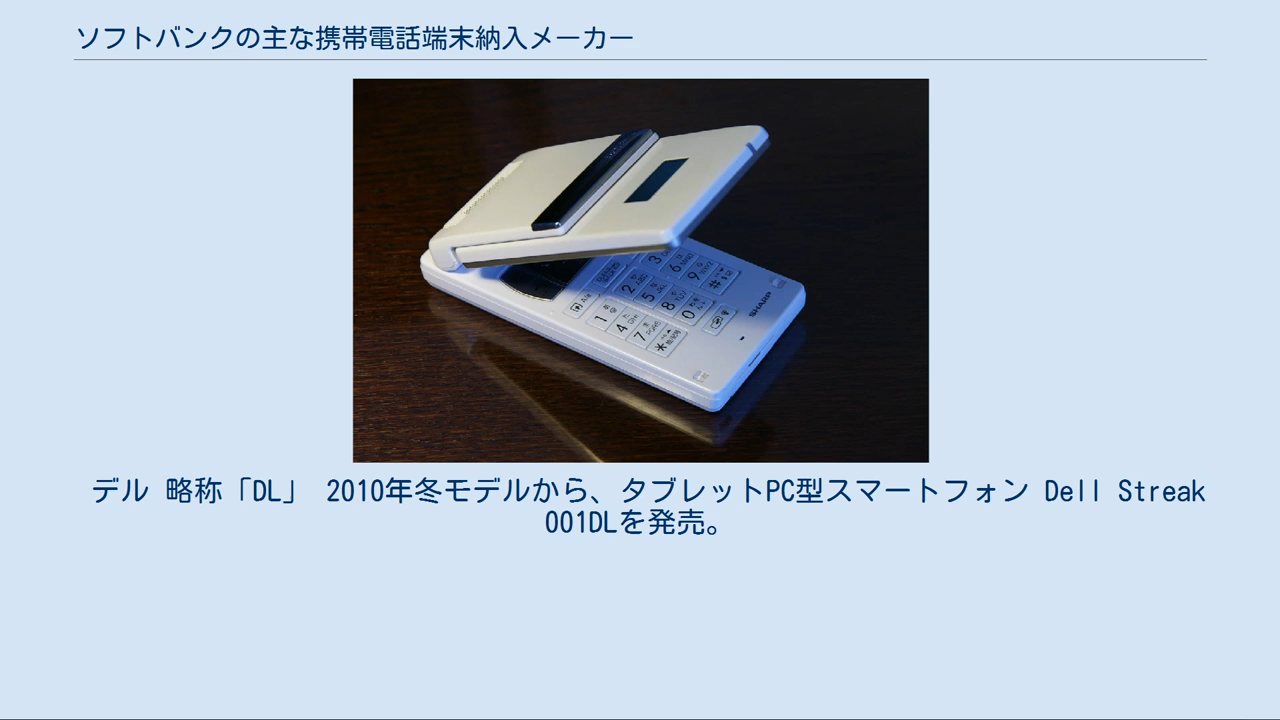 ソフトバンクの主な携帯電話端末納入メーカー
SHARP
デル 略称「DL」 2010年冬モデルから、タブレットPC型スマートフォン Dell Streak
001DLを発売。